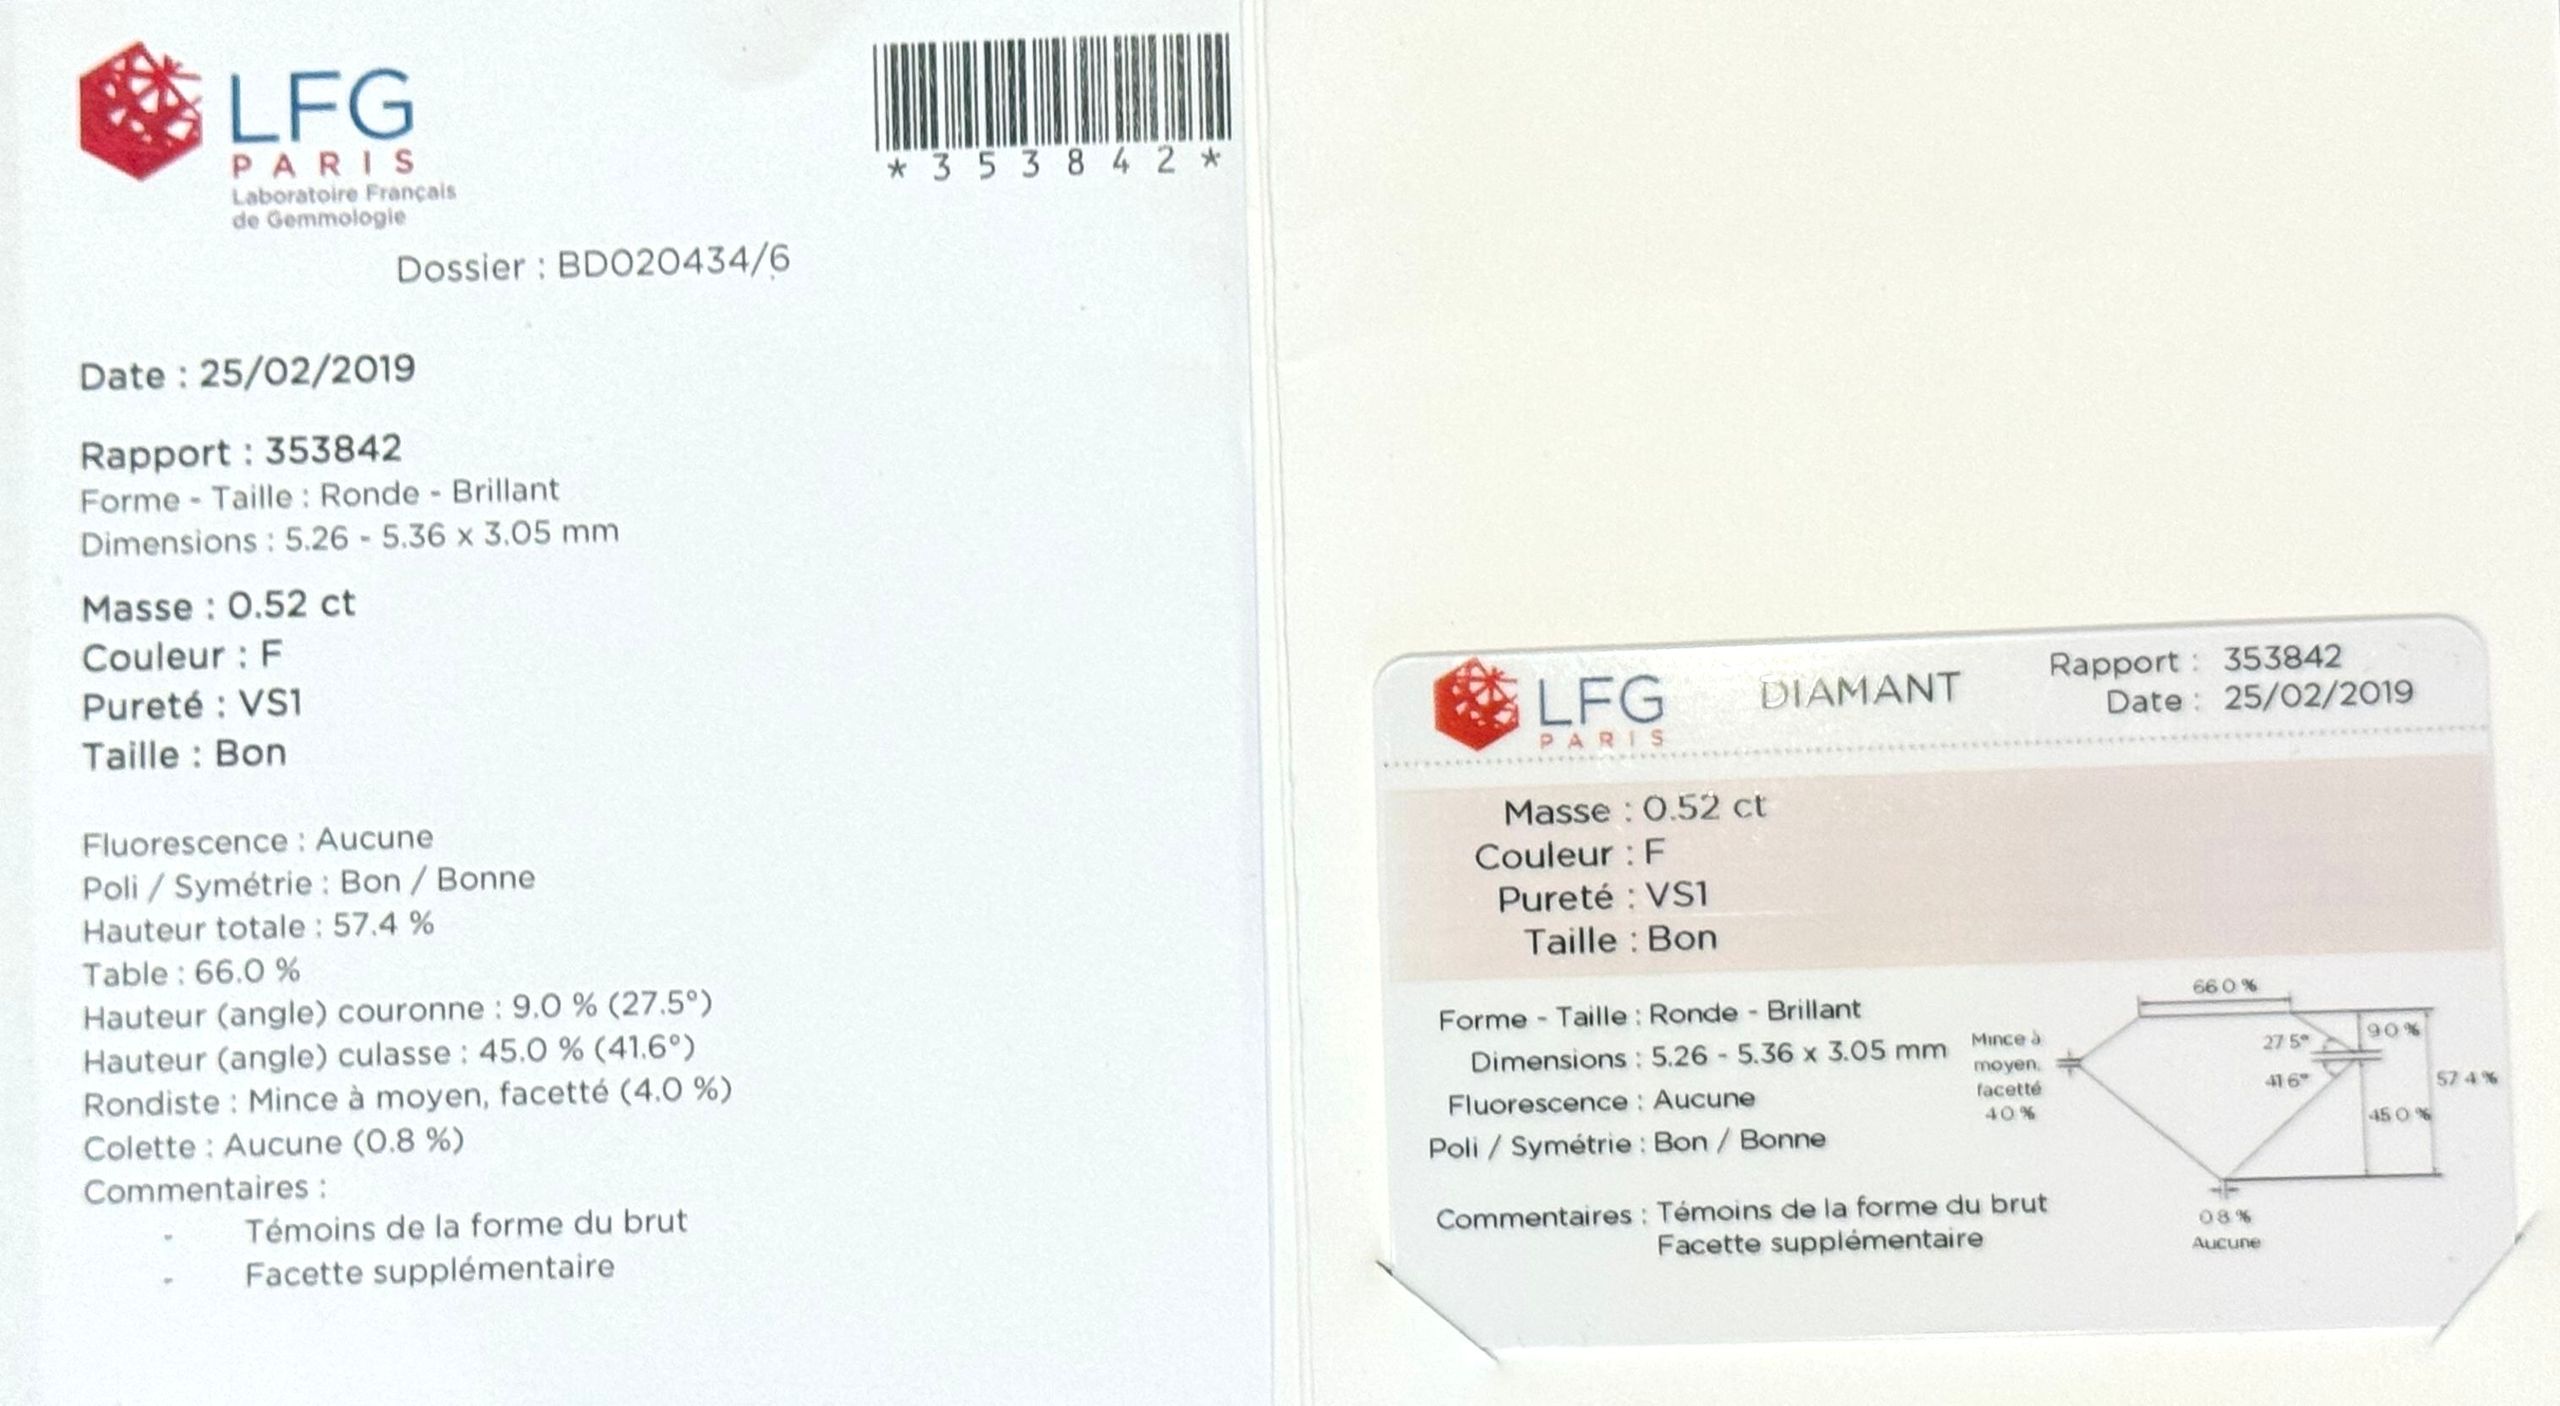 LFG
PARIS
Laboratoire Français
de Gemmologie
*353842*
Dossier : BD020434/6
Date : 25/02/2019
Rapport : 353842
Forme - Taille : Ronde - Brillant
Dimensions : 5.26 - 5.36 x 3.05 mm
Masse : 0.52 ct
Couleur : F
Pureté : VS1
Taille : Bon
Fluorescence : Aucune
Poli / Symétrie : Bon / Bonne
Hauteur totale : 57.4 %
Table : 66.0 %
Hauteur (angle) couronne : 9.0 % (27.5°)
Hauteur (angle) culasse : 45.0 % (41.6°)
Rondiste : Mince à moyen, facetté (4.0 %)
Colette : Aucune (0.8 %)
Commentaires :
- Témoins de la forme du brut
- Facette supplémentaire
LFG
PARIS
DIAMANT
Rapport : 353842
Date : 25/02/2019
Masse : 0.52 ct
Couleur : F
Pureté : VS1
Taille : Bon
Forme - Taille : Ronde - Brillant
Dimensions : 5.26 - 5.36 x 3.05 mm
Fluorescence : Aucune
Poli / Symétrie : Bon / Bonne
Commentaires : Témoins de la forme du brut
Facette supplémentaire
66.0 %
Mince à
moyen,
facetté
4.0 %
27.5°
9.0 %
41.6°
57.4 %
45.0 %
0.8 %
Aucune